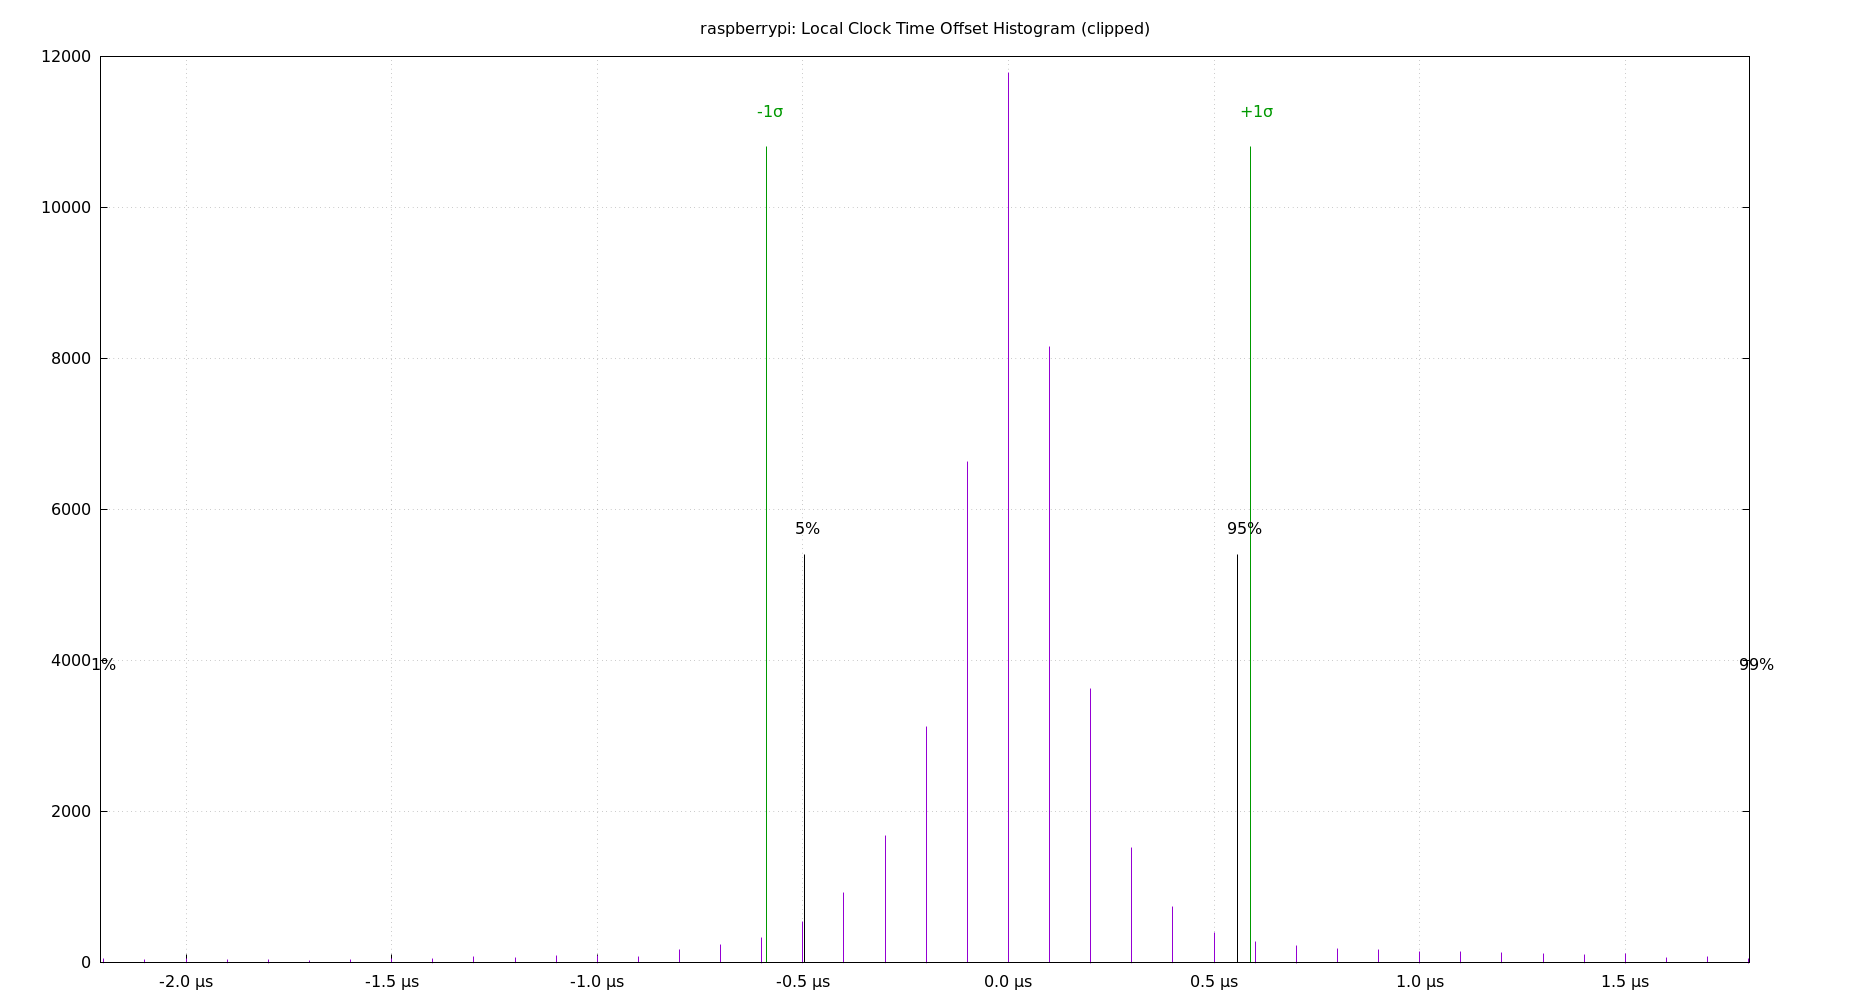 raspberrypi: Local Clock Time Offset Histogram (clipped)
12000
-1σ
+1σ
10000
8000
6000
5%
95%
4000
1%
99%
2000
0
-2.0 µs
-1.5 µs
-1.0 µs
-0.5 µs
0.0 µs
0.5 µs
1.0 µs
1.5 µs